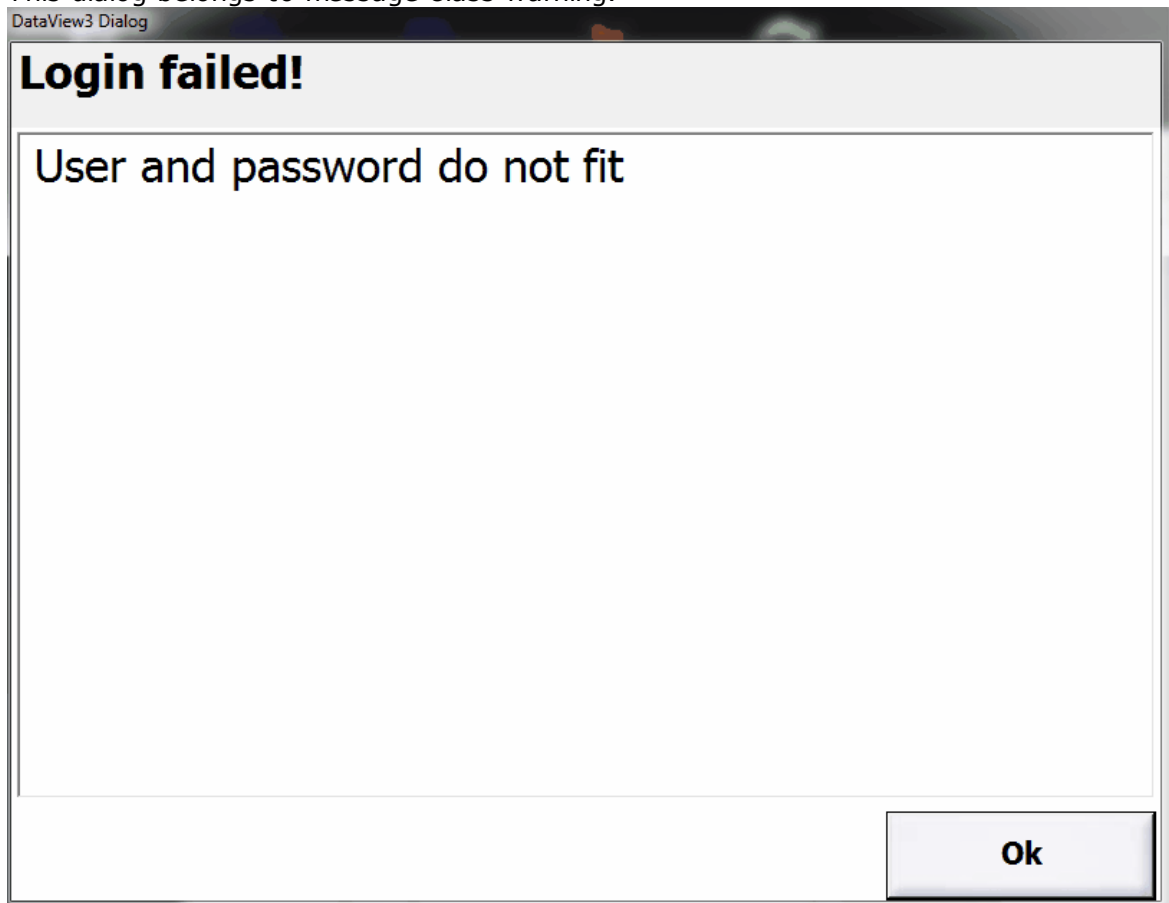 This dialog belongs to message class warning.
DataView3 Dialog
Login failed!
User and password do not fit
Ok